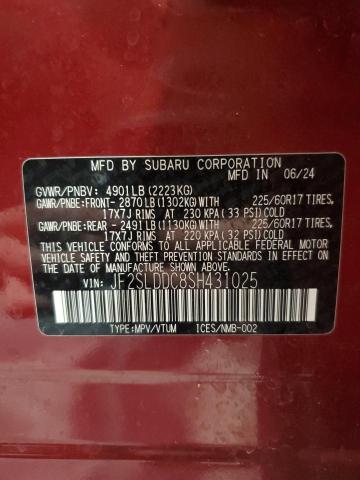 MFD BY SUBARU CORPORATION
MFD IN 06/24
GVWR/PNBV: 4901LB (2223KG)
GAWR/PNBE:FRONT-2870LB(1302KG)WITH 225/60R17 TIRES,
17X7J RIMS AT 230 KPA (33 PSI)COLD
GAWR/PNBE:REAR -2491LB(1130KG)WITH 225/60R17 TIRES,
17X7J RIMS AT 220 KPA(32 PSI)COLD
THIS VEHICLE CONFORMS TO ALL APPLICABLE
FEDERAL MOTOR VEHICLE SAFETY STANDARDS
IN EFFECT ON THE DATE OF
MANUFACTURE SHOWN ABOVE.
VIN: JF2SLDDC8SH431025
TYPE:MPV/VTUM ICES/NMB-002